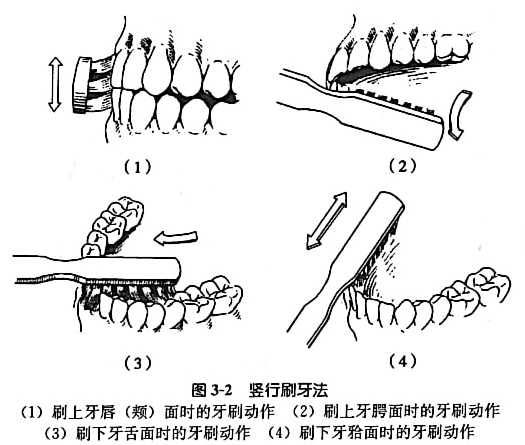 (1)
(2)
(3)
(4)
图 3-2 竖行刷牙法
(1) 刷上牙唇（颊）面时的牙刷动作 (2) 刷上牙腭面时的牙刷动作
(3) 刷下牙舌面时的牙刷动作 (4) 刷下牙𬌗面时的牙刷动作